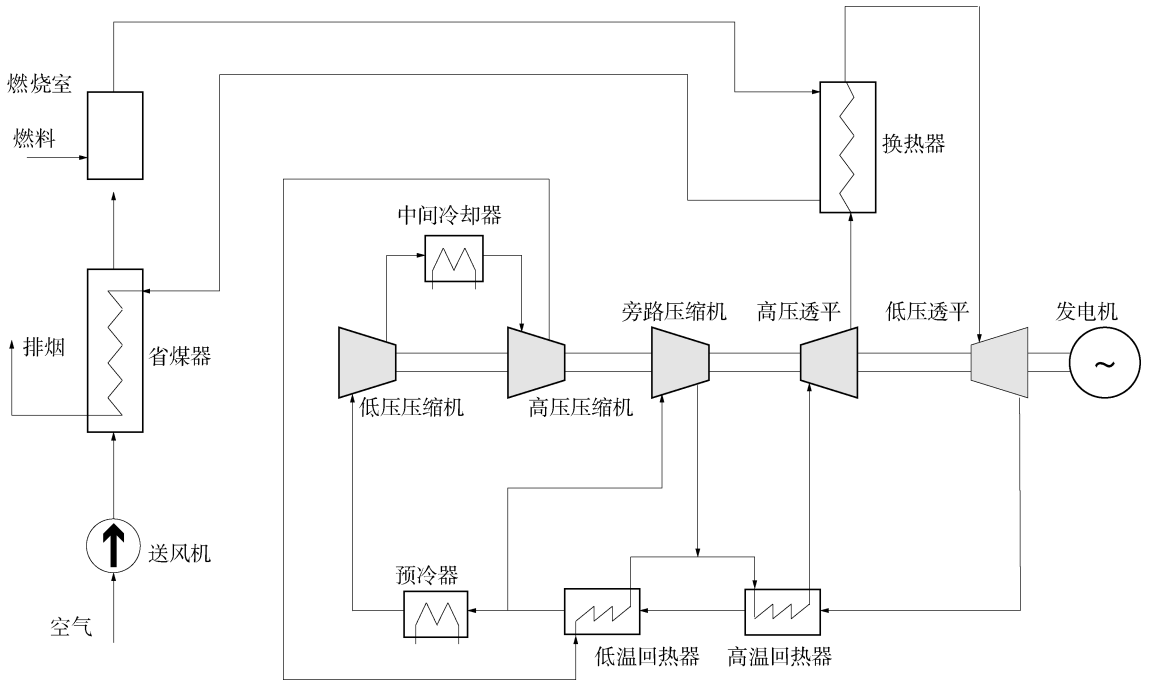 燃烧室
燃料
换热器
中间冷却器
旁路压缩机
高压透平
低压透平
发电机
~
排烟
省煤器
低压压缩机
高压压缩机
送风机
预冷器
空气
低温回热器
高温回热器